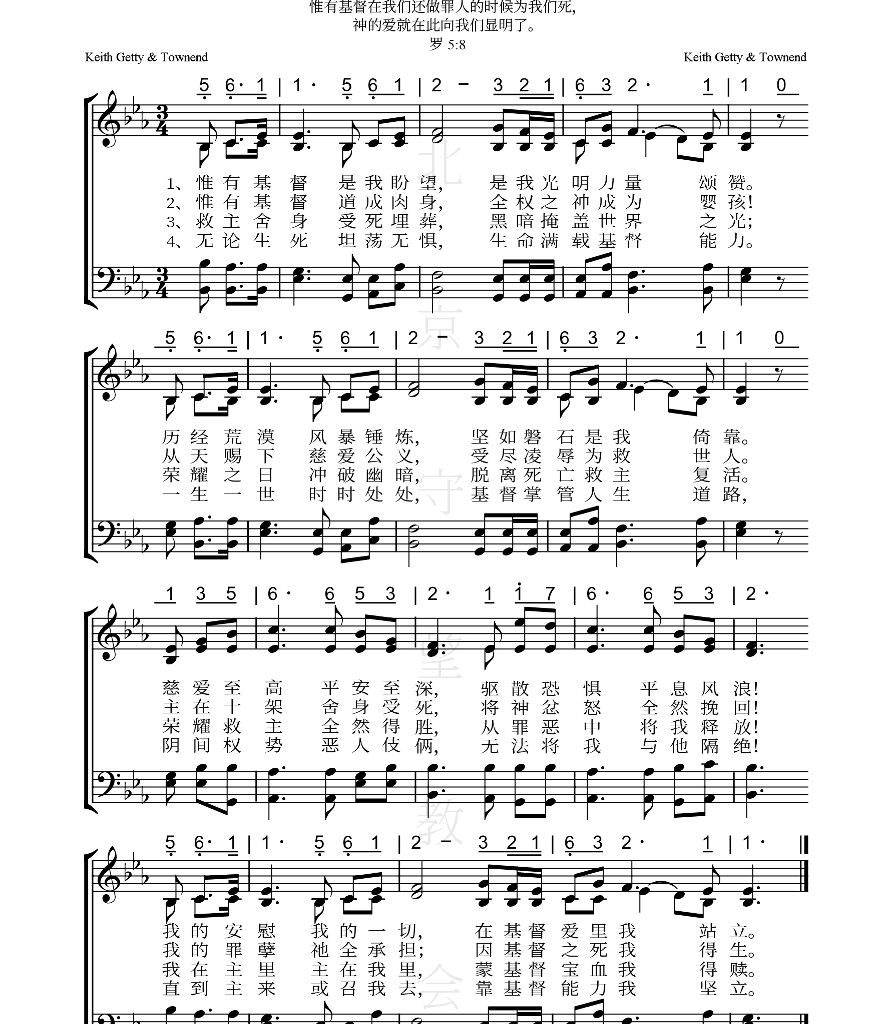 惟有基督在我们还做罪人的时候为我们死,
神的爱就在此向我们显明了。
罗 5:8
Keith Getty & Townend
Keith Getty & Townend
5 6· 1 | 1· 5 6 1 | 2 − 3 2 1 | 6 3 2· 1 | 1 0
1、惟有基督是我盼望，是我光明力量颂赞。
2、惟有基督道成肉身，全权之神成为婴孩！
3、救主舍身受死埋葬，黑暗掩盖世界之光；
4、无论生死坦荡无惧，生命满载基督能力。
5 6· 1 | 1· 5 6 1 | 2 − 3 2 1 | 6 3 2· 1 | 1 0
历经荒漠风暴锤炼，坚如磐石是我倚靠。
从天赐下慈爱公义，受尽凌辱为救世人。
荣耀之日冲破幽暗，脱离死亡救主复活。
一生一世时时处处，基督掌管人生道路，
1 3 5 | 6· 6 5 3 | 2· 1 1 7 | 6· 6 5 3 | 2·
慈爱至高平安至深，驱散恐惧平息风浪！
主在十架舍身受死，将神忿怒全然挽回！
荣耀救主全然得胜，从罪恶中将我释放！
阴间权势恶人伎俩，无法将我与他隔绝！
5 6· 1 | 1· 5 6 1 | 2 − 3 2 1 | 6 3 2· 1 | 1·
我的安慰我的一切，在基督爱里我站立。
我的罪孽祂全承担；因基督之死我得生。
我在主里主在我里，蒙基督宝血我得赎。
直到主来或召我去，靠基督能力我坚立。
北京守望教会